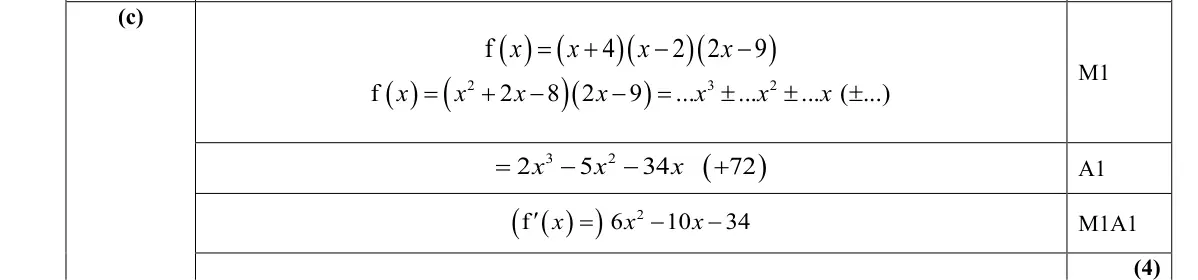 (c)
f(x) = (x + 4)(x − 2)(2x − 9)
f(x) = (x² + 2x − 8)(2x − 9) = ...x³ ± ...x² ± ...x (±...)
M1
= 2x³ − 5x² − 34x (+72)
A1
(f′(x) =) 6x² − 10x − 34
M1A1
(4)